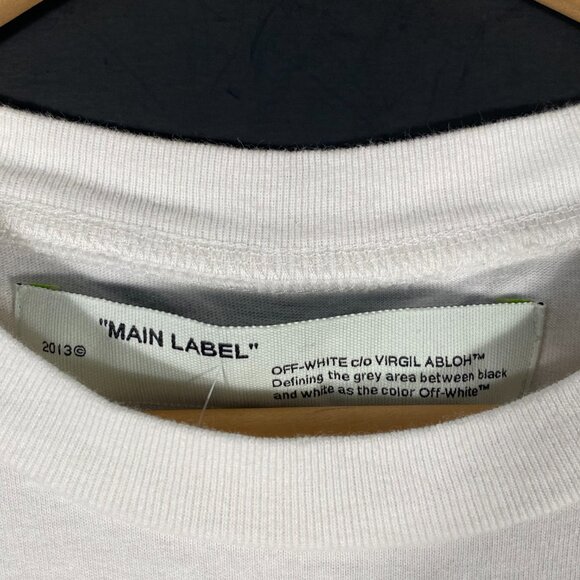 2013©
"MAIN LABEL"
OFF-WHITE c/o VIRGIL ABLOH™
Defining the grey area between black
and white as the color Off-White™